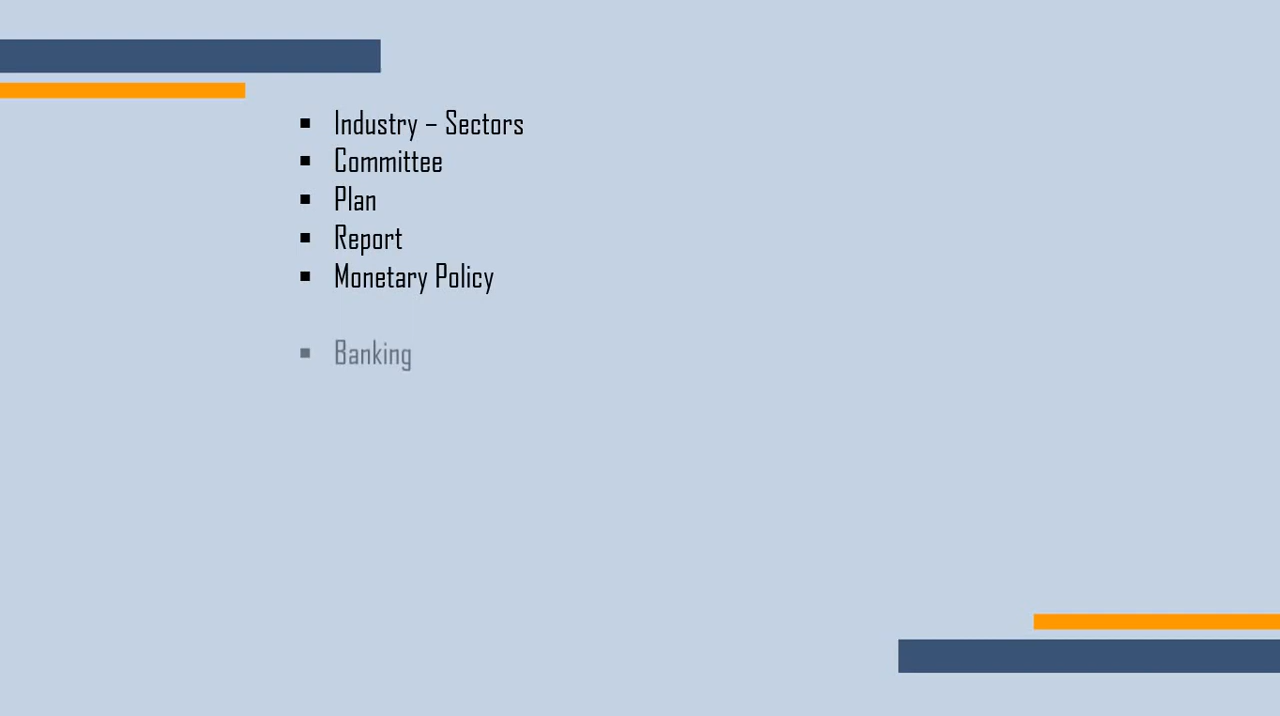 ▪ Industry – Sectors
▪ Committee
▪ Plan
▪ Report
▪ Monetary Policy
▪ Banking